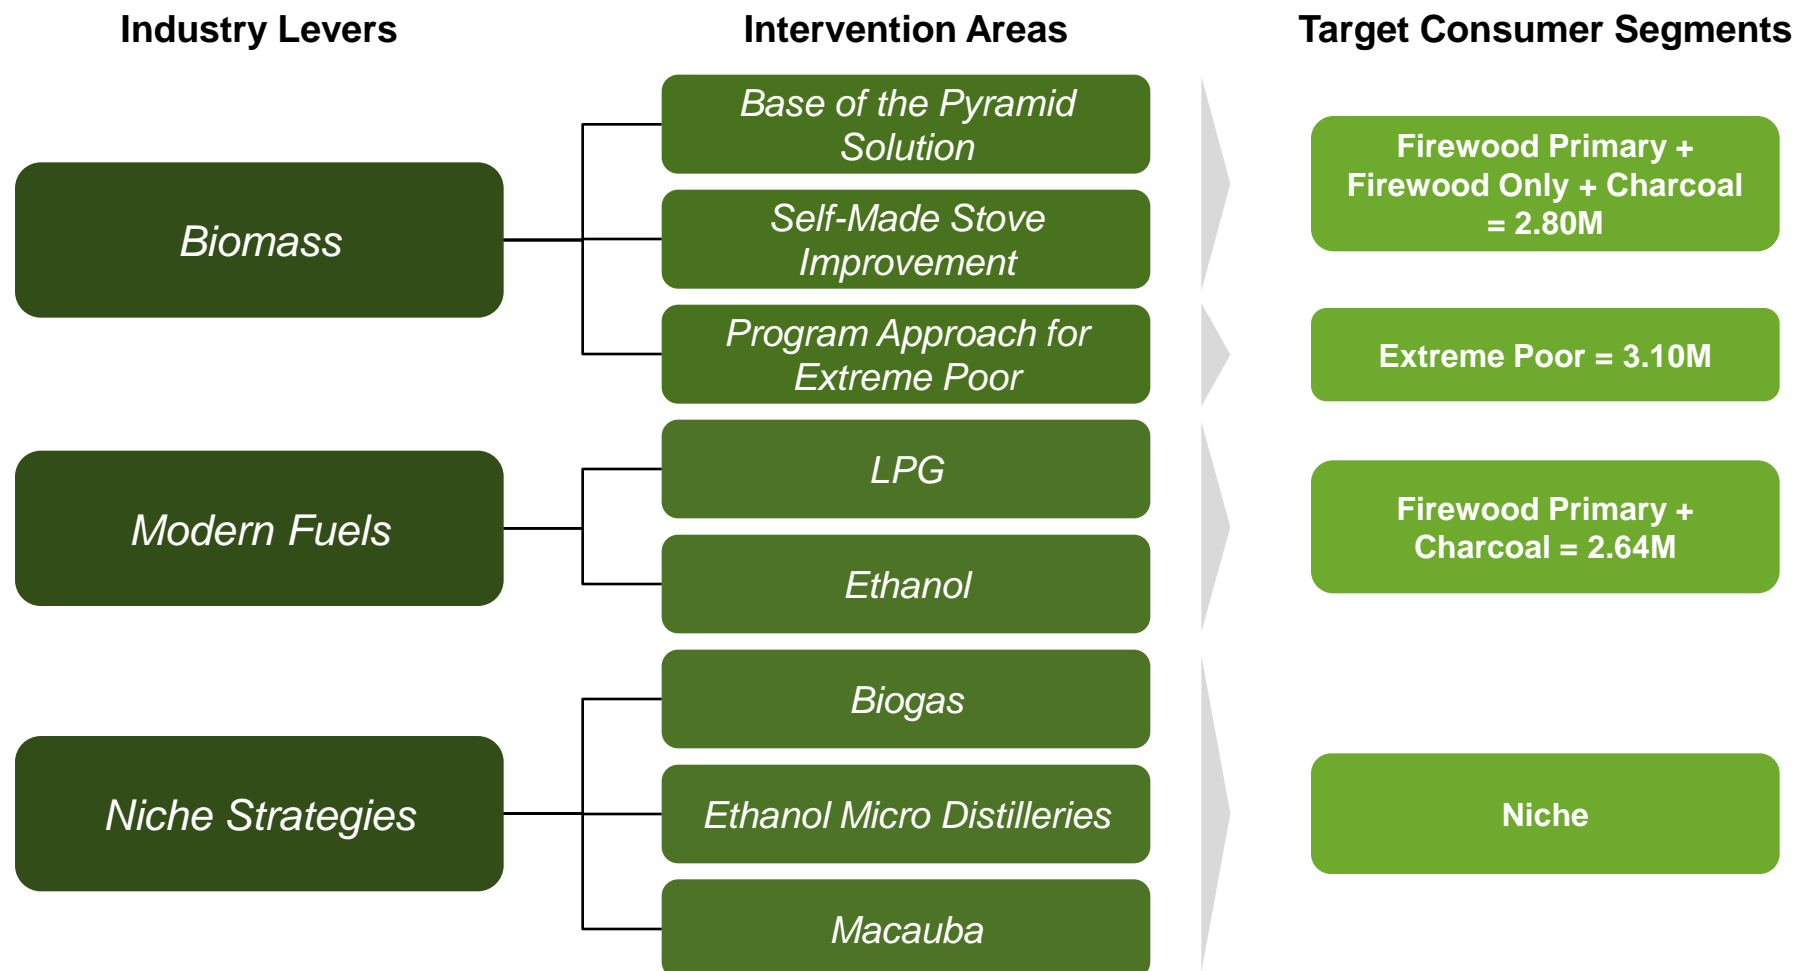 Industry Levers
Intervention Areas
Target Consumer Segments
Biomass
Base of the Pyramid
Solution
Self-Made Stove
Improvement
Program Approach for
Extreme Poor
Firewood Primary +
Firewood Only + Charcoal
= 2.80M
Extreme Poor = 3.10M
Modern Fuels
LPG
Ethanol
Firewood Primary +
Charcoal = 2.64M
Niche Strategies
Biogas
Ethanol Micro Distilleries
Macauba
Niche